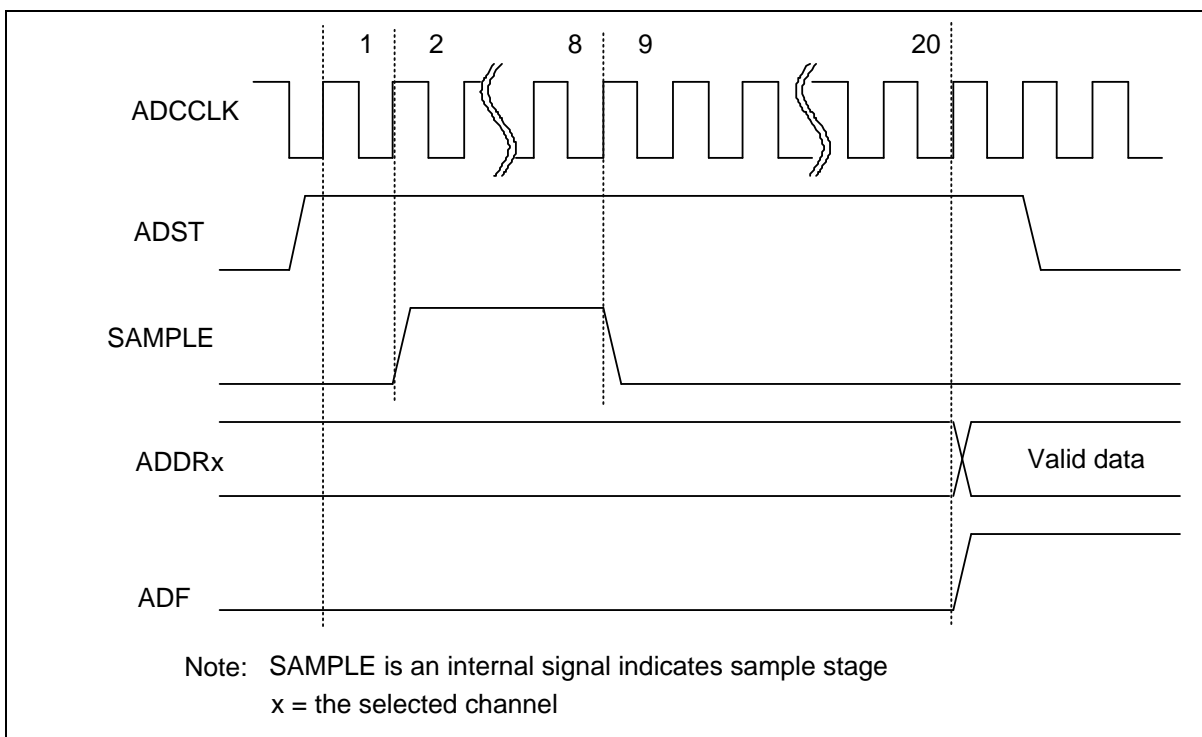 1 2 8 9 20
ADCCLK
ADST
SAMPLE
ADDRx Valid data
ADF
Note: SAMPLE is an internal signal indicates sample stage
x = the selected channel